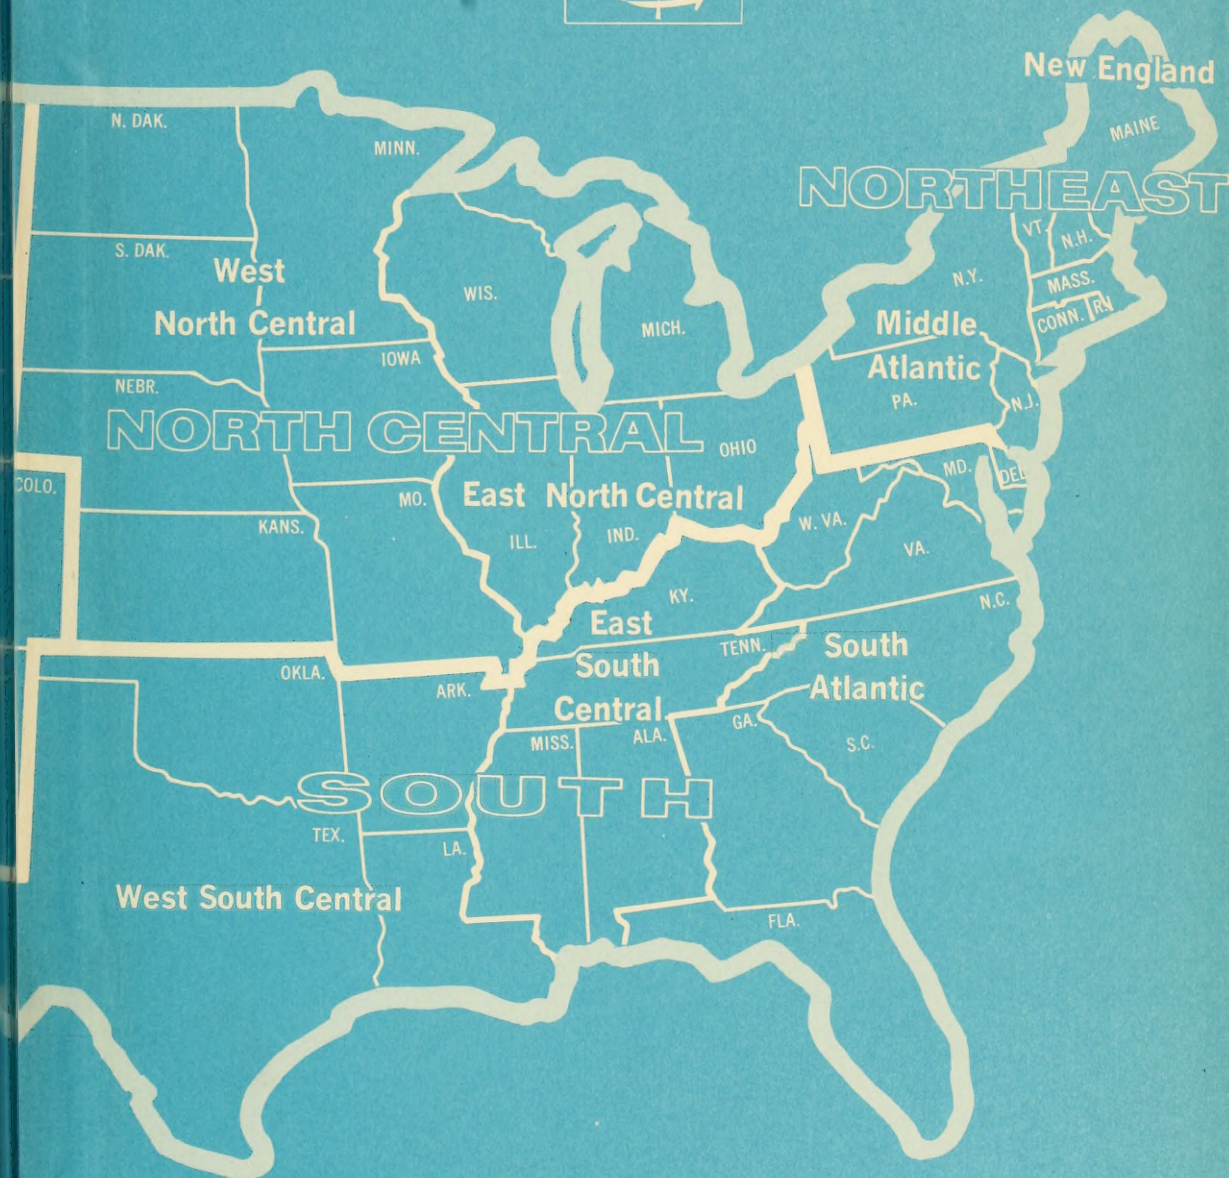 New England
MAINE
N. DAK.
MINN.
NORTHEAST
VT.
N.H.
S. DAK.
West
North Central
WIS.
N.Y.
MASS.
CONN.
R.I.
MICH.
Middle
Atlantic
IOWA
NEBR.
PA.
N.J.
NORTH CENTRAL
OHIO
MD.
DEL.
COLO.
MO.
East North Central
KANS.
ILL.
IND.
W. VA.
VA.
KY.
N.C.
East
South
Central
TENN.
South
Atlantic
OKLA.
ARK.
MISS.
ALA.
GA.
S.C.
SOUTH
TEX.
LA.
West South Central
FLA.